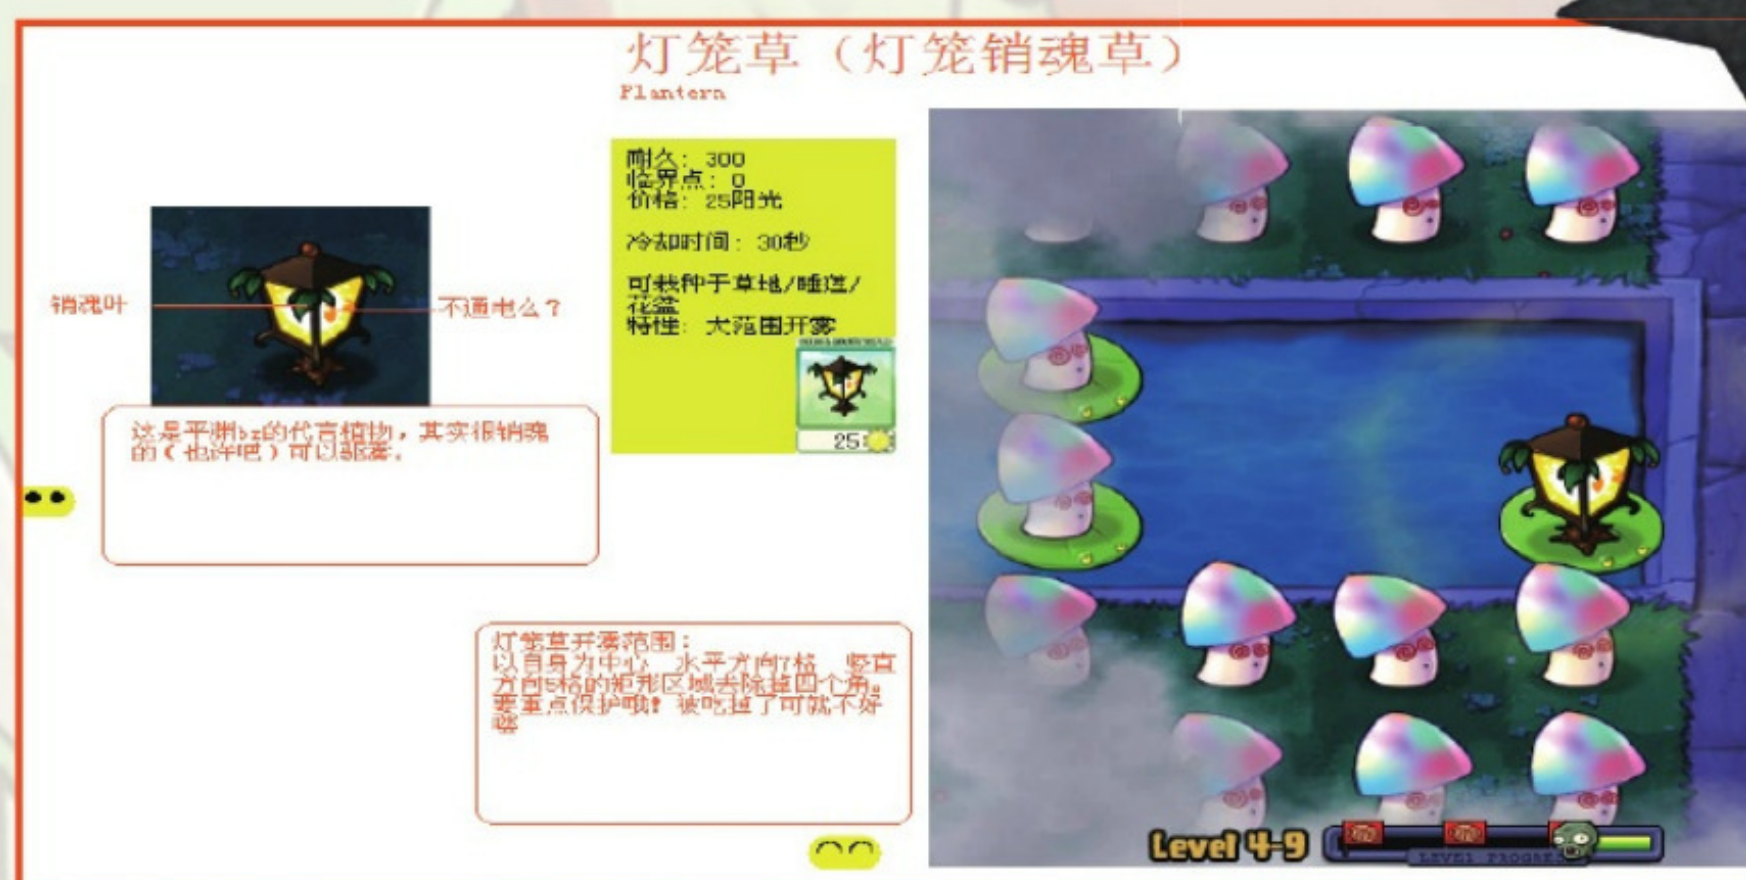 灯笼草（灯笼销魂草）
Plantern
耐久：300
临界点：0
价格：25阳光
冷却时间：30秒
可栽种于草地/睡莲/
花盆
特性：大范围开雾
25
销魂叶
不通电么？
这是平渊bz的代言植物，其实很销魂
的（也许吧）可以驱雾。
灯笼草开雾范围：
以自身为中心 水平方向7格 竖直
方向5格的矩形区域去除掉四个角。
要重点保护哦！被吃掉了可就不好
Level 4-9
LEVEL PROGRESS